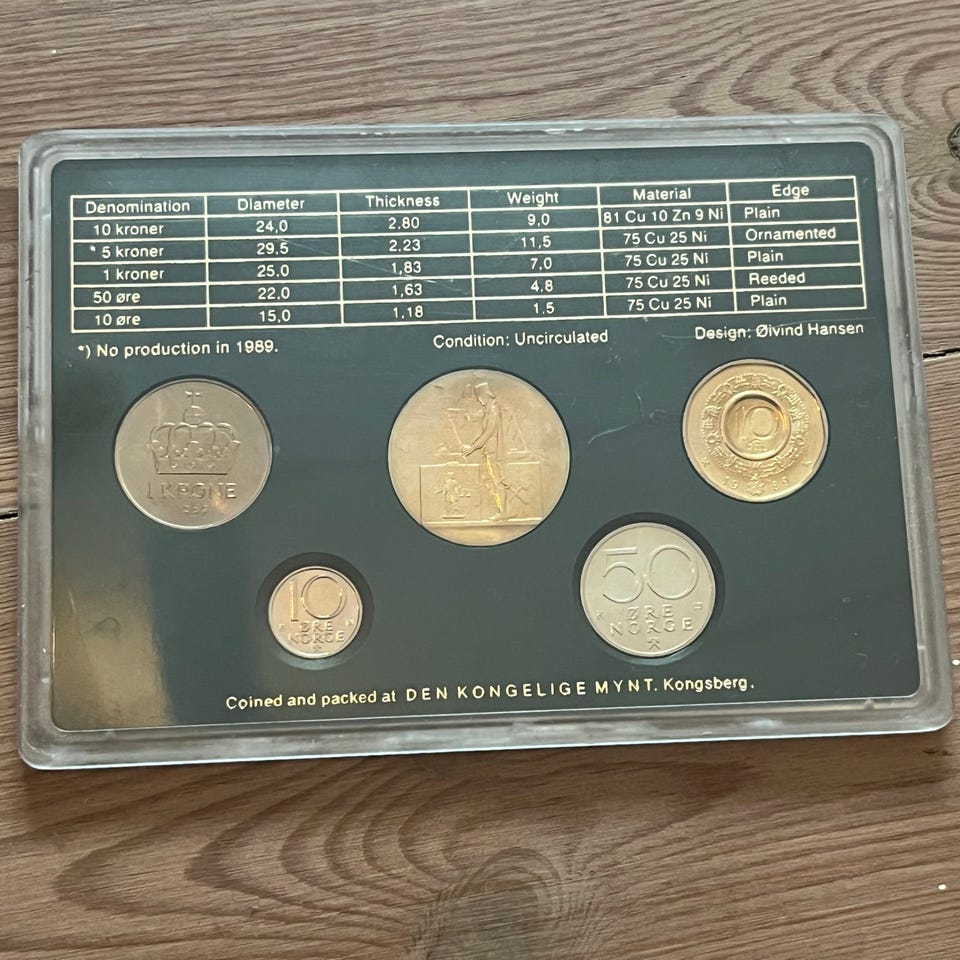 Denomination Diameter Thickness Weight Material Edge
10 kroner 24,0 2.80 9,0 81 Cu 10 Zn 9 Ni Plain
* 5 kroner 29,5 2.23 11,5 75 Cu 25 Ni Ornamented
1 kroner 25,0 1,83 7,0 75 Cu 25 Ni Plain
50 øre 22,0 1,63 4,8 75 Cu 25 Ni Reeded
10 øre 15,0 1.18 1.5 75 Cu 25 Ni Plain
*) No production in 1989.
Condition: Uncirculated
Design: Øivind Hansen
1 KRONE
10
1989
10
ØRE
NORGE
50
ØRE
NORGE
K
Coined and packed at DEN KONGELIGE MYNT. Kongsberg.